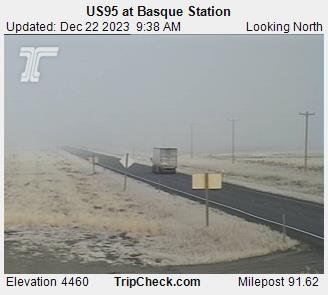 US95 at Basque Station
Updated: Dec 22 2023 9:38 AM Looking North
Elevation 4460 TripCheck.com Milepost 91.62